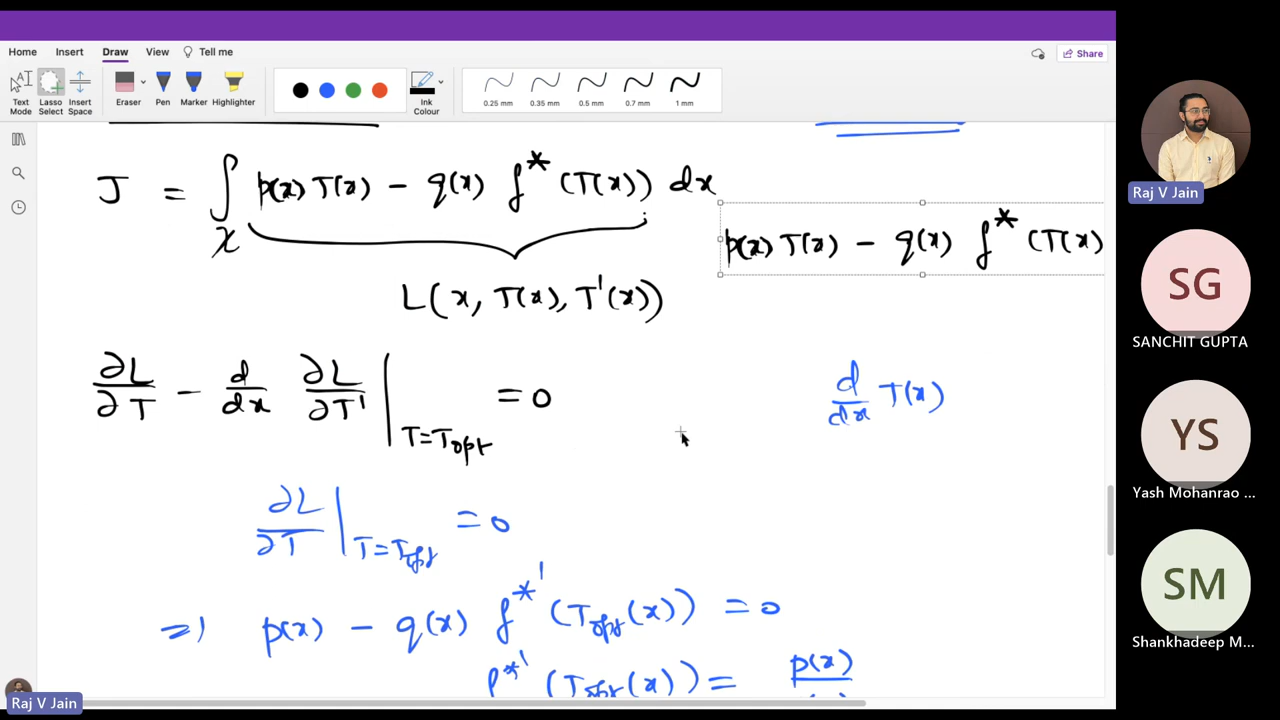 Home Insert Draw View Tell me
Share
Text Mode
Lasso Select
Insert Space
Eraser
Pen
Marker
Highlighter
Ink Colour
0.25 mm 0.35 mm 0.5 mm 0.7 mm 1 mm
J = ∫_X p(x) T(x) - q(x) f*(T(x)) dx
p(x) T(x) - q(x) f*(T(x)
L(x, T(x), T'(x))
∂L/∂T - d/dx ∂L/∂T' |_{T=Topt} = 0
d/dx T(x)
∂L/∂T |_{T=Topt} = 0
=) p(x) - q(x) f*'(Topt(x)) = 0
f*'(Topt(x)) = p(x)
Raj V Jain
SG
SANCHIT GUPTA
YS
Yash Mohanrao ...
SM
Shankhadeep M...
Raj V Jain